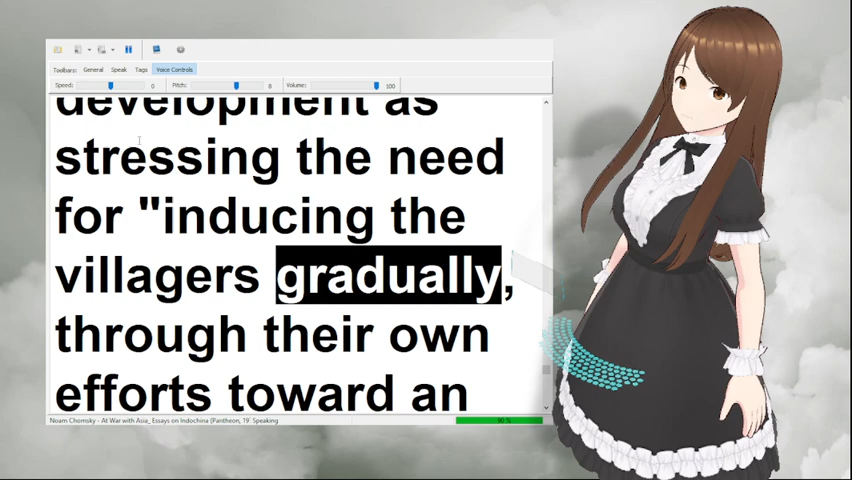 Toolbars: General Speak Tags Voice Controls
Speed: 0 Pitch: 8 Volume: 100
development as
stressing the need
for "inducing the
villagers gradually,
through their own
efforts toward an
Noam Chomsky - At War with Asia_ Essays on Indochina (Pantheon, 19 Speaking 90 %